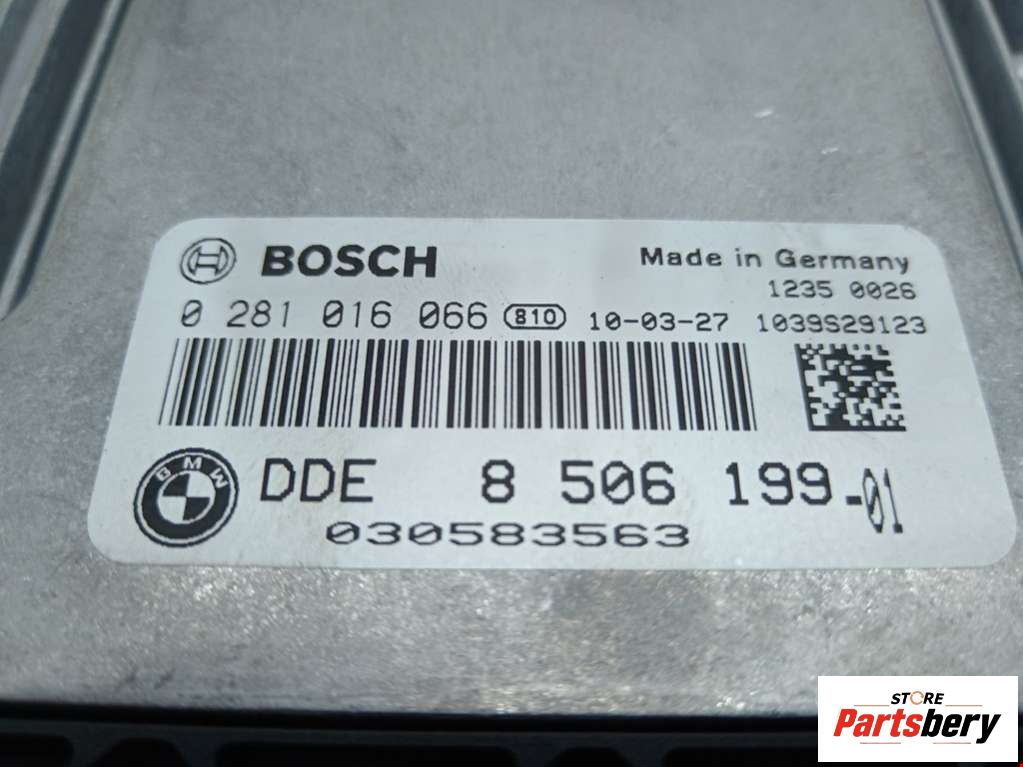 BOSCH Made in Germany
1235 0026
0 281 016 066 810 10-03-27 1039S29123
BMW DDE 8 506 199-01
030583563
STORE
Partsbery